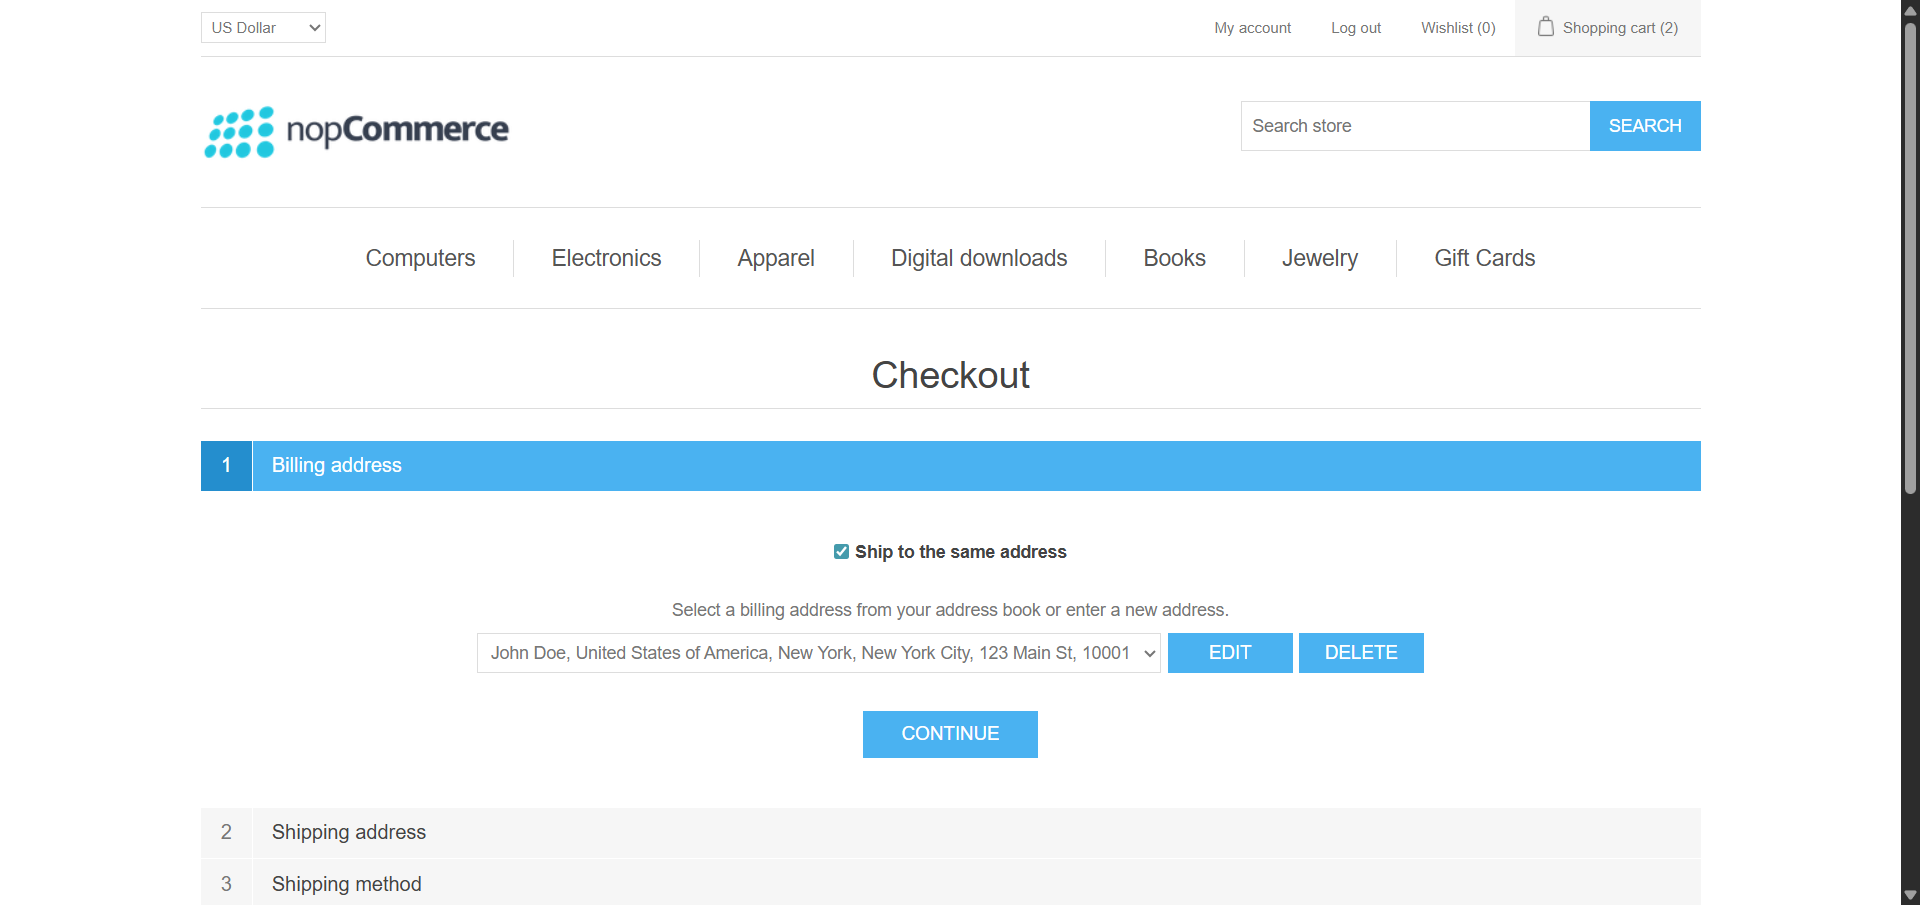 US Dollar
My account
Log out
Wishlist (0)
Shopping cart (2)
nopCommerce
Search store
SEARCH
Computers
Electronics
Apparel
Digital downloads
Books
Jewelry
Gift Cards
Checkout
1 Billing address
Ship to the same address
Select a billing address from your address book or enter a new address.
John Doe, United States of America, New York, New York City, 123 Main St, 10001
EDIT
DELETE
CONTINUE
2 Shipping address
3 Shipping method